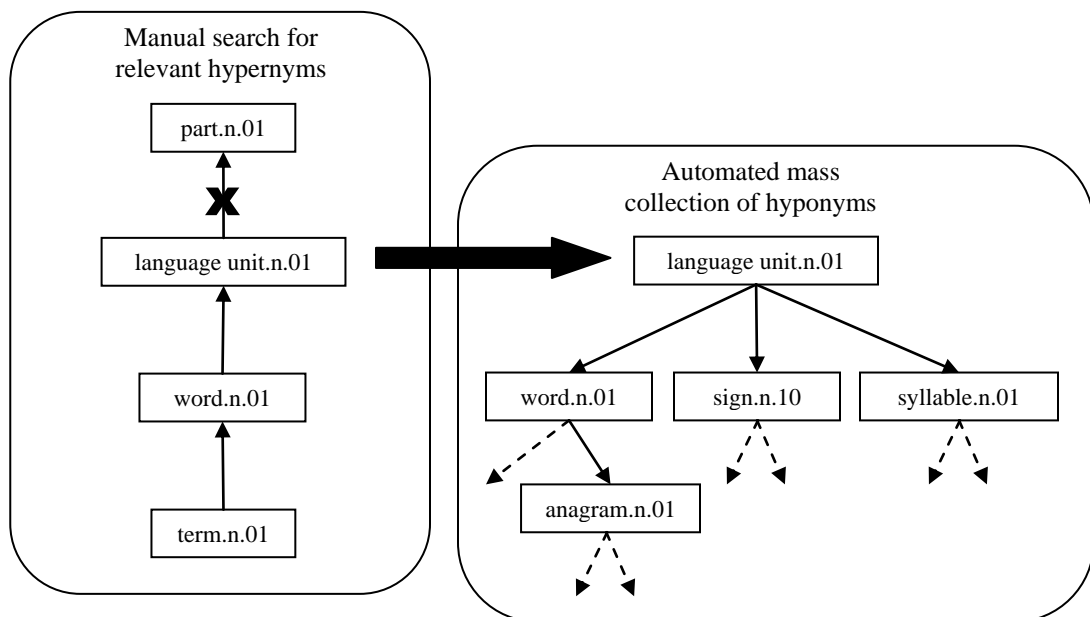 Manual search for
relevant hypernyms
part.n.01
language unit.n.01
word.n.01
term.n.01
Automated mass
collection of hyponyms
language unit.n.01
word.n.01
sign.n.10
syllable.n.01
anagram.n.01